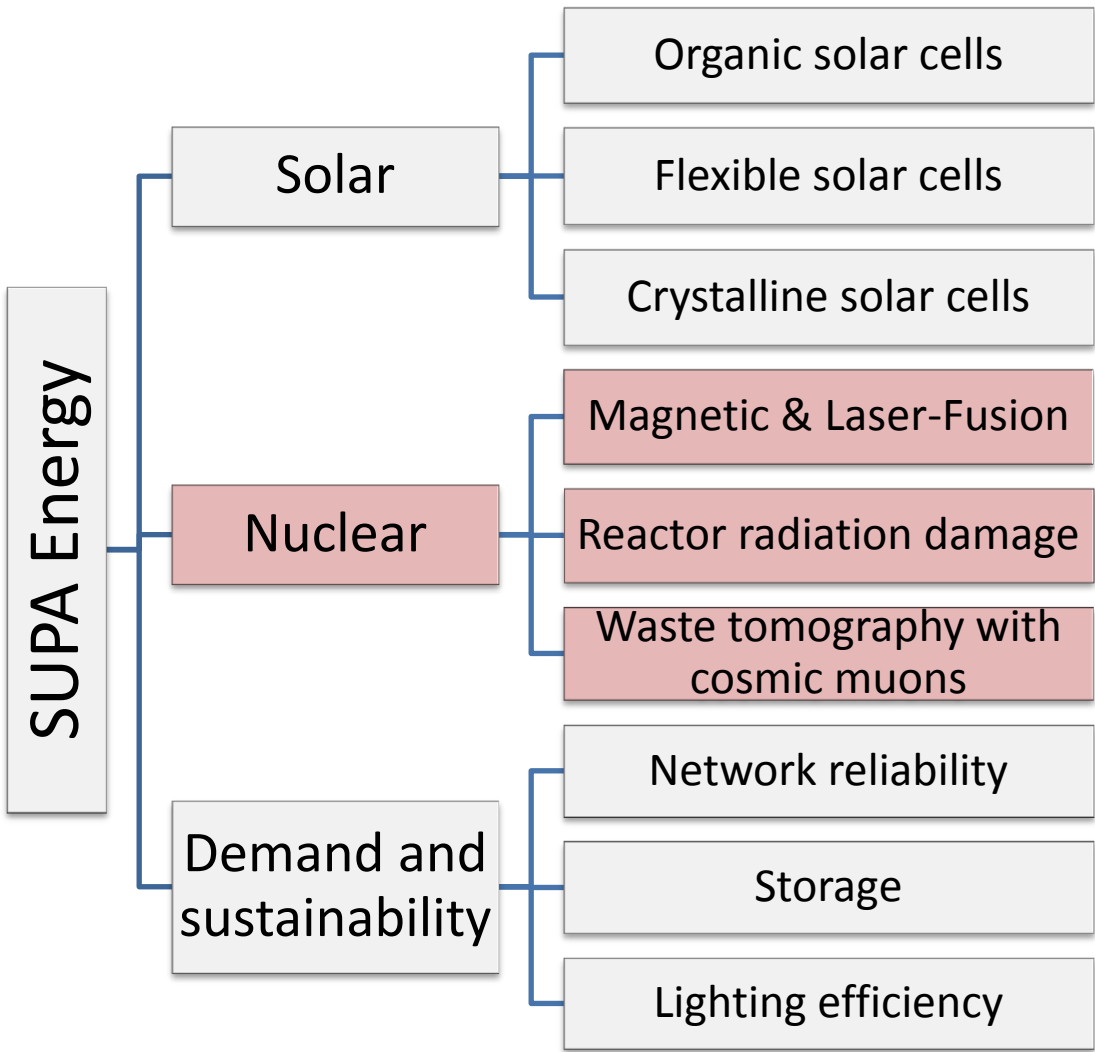 SUPA Energy
Solar
Organic solar cells
Flexible solar cells
Crystalline solar cells
Nuclear
Magnetic & Laser-Fusion
Reactor radiation damage
Waste tomography with
cosmic muons
Demand and
sustainability
Network reliability
Storage
Lighting efficiency